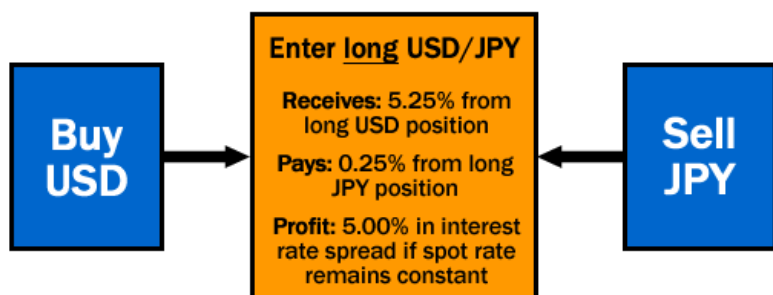 Buy
USD
Enter long USD/JPY
Receives: 5.25% from
long USD position
Pays: 0.25% from long
JPY position
Profit: 5.00% in interest
rate spread if spot rate
remains constant
Sell
JPY